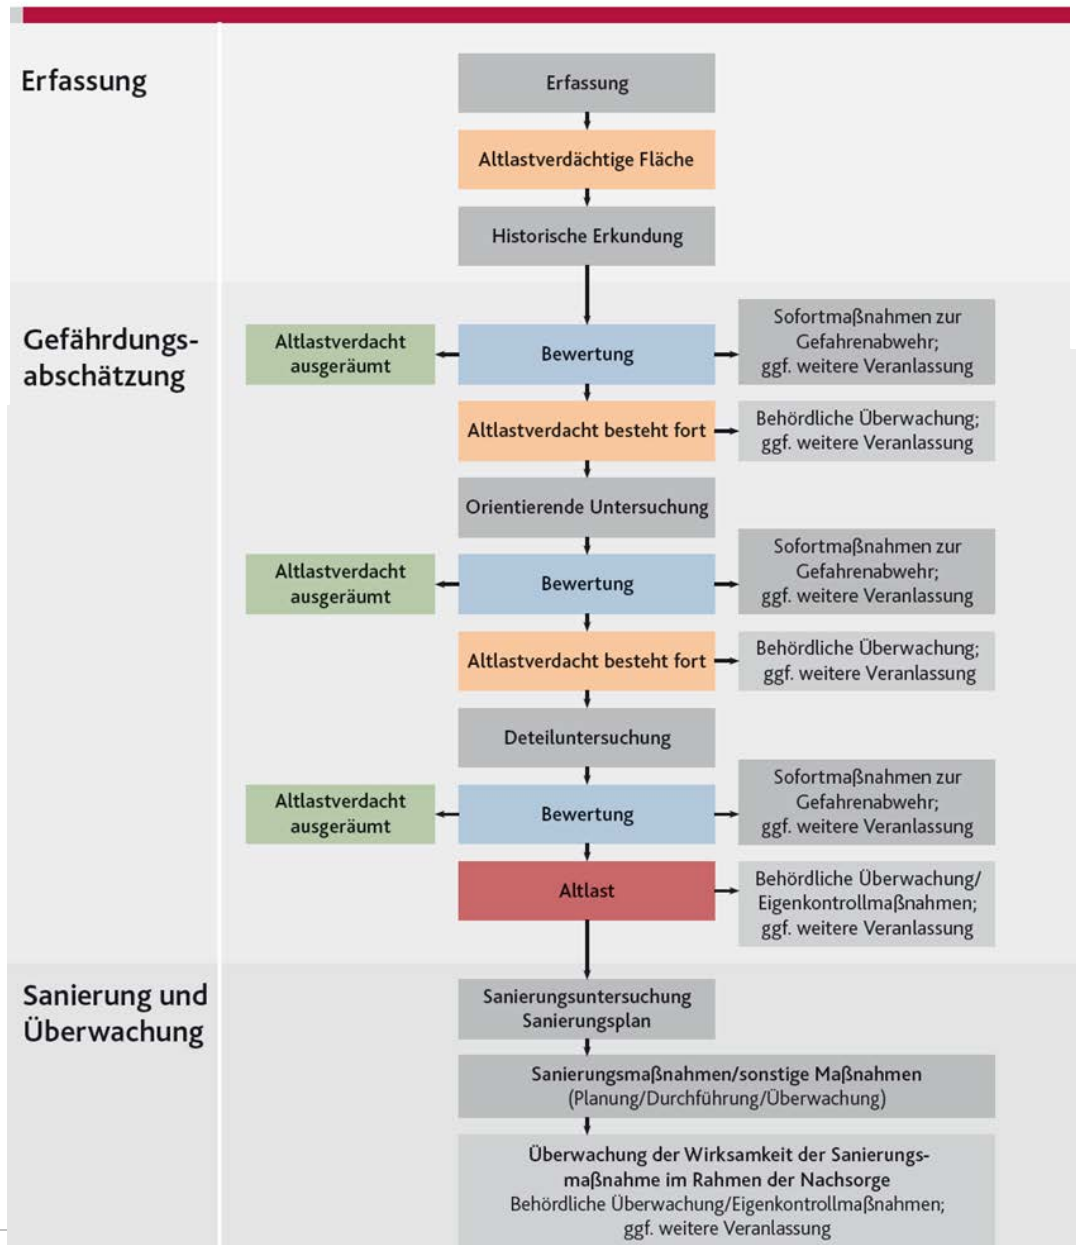 Erfassung
Erfassung
Altlastverdächtige Fläche
Historische Erkundung
Gefährdungs-
abschätzung
Altlastverdacht
ausgeräumt
Bewertung
Sofortmaßnahmen zur
Gefahrenabwehr;
ggf. weitere Veranlassung
Altlastverdacht besteht fort
Behördliche Überwachung;
ggf. weitere Veranlassung
Orientierende Untersuchung
Altlastverdacht
ausgeräumt
Bewertung
Sofortmaßnahmen zur
Gefahrenabwehr;
ggf. weitere Veranlassung
Altlastverdacht besteht fort
Behördliche Überwachung;
ggf. weitere Veranlassung
Deteiluntersuchung
Altlastverdacht
ausgeräumt
Bewertung
Sofortmaßnahmen zur
Gefahrenabwehr;
ggf. weitere Veranlassung
Altlast
Behördliche Überwachung/
Eigenkontrollmaßnahmen;
ggf. weitere Veranlassung
Sanierung und
Überwachung
Sanierungsuntersuchung
Sanierungsplan
Sanierungsmaßnahmen/sonstige Maßnahmen
(Planung/Durchführung/Überwachung)
Überwachung der Wirksamkeit der Sanierungs-
maßnahme im Rahmen der Nachsorge
Behördliche Überwachung/Eigenkontrollmaßnahmen;
ggf. weitere Veranlassung